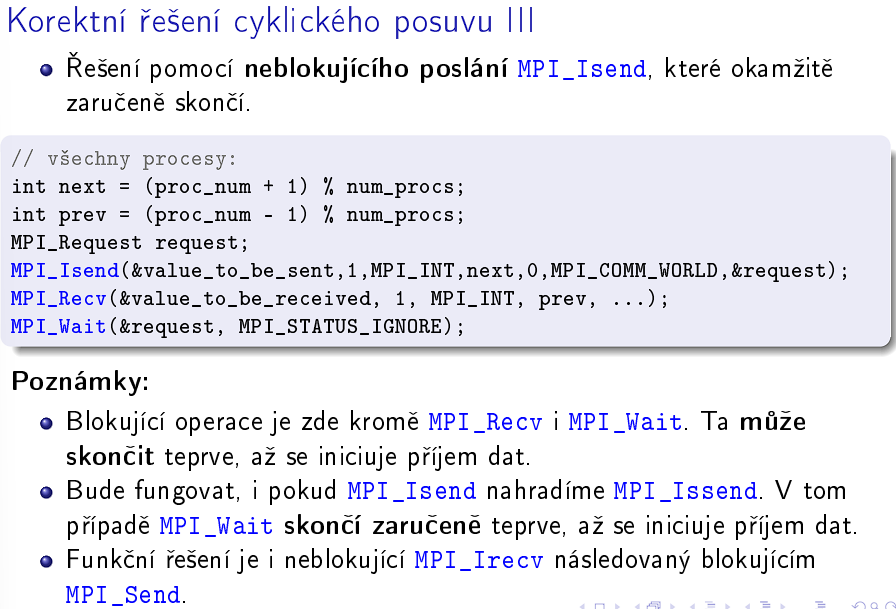 Korektní řešení cyklického posuvu III
Řešení pomocí neblokujícího poslání MPI_Isend, které okamžitě
zaručeně skončí.
// všechny procesy:
int next = (proc_num + 1) % num_procs;
int prev = (proc_num - 1) % num_procs;
MPI_Request request;
MPI_Isend(&value_to_be_sent,1,MPI_INT,next,0,MPI_COMM_WORLD,&request);
MPI_Recv(&value_to_be_received, 1, MPI_INT, prev, ...);
MPI_Wait(&request, MPI_STATUS_IGNORE);
Poznámky:
Blokující operace je zde kromě MPI_Recv i MPI_Wait. Ta může
skončit teprve, až se iniciuje příjem dat.
Bude fungovat, i pokud MPI_Isend nahradíme MPI_Issend. V tom
případě MPI_Wait skončí zaručeně teprve, až se iniciuje příjem dat.
Funkční řešení je i neblokující MPI_Irecv následovaný blokujícím
MPI_Send.